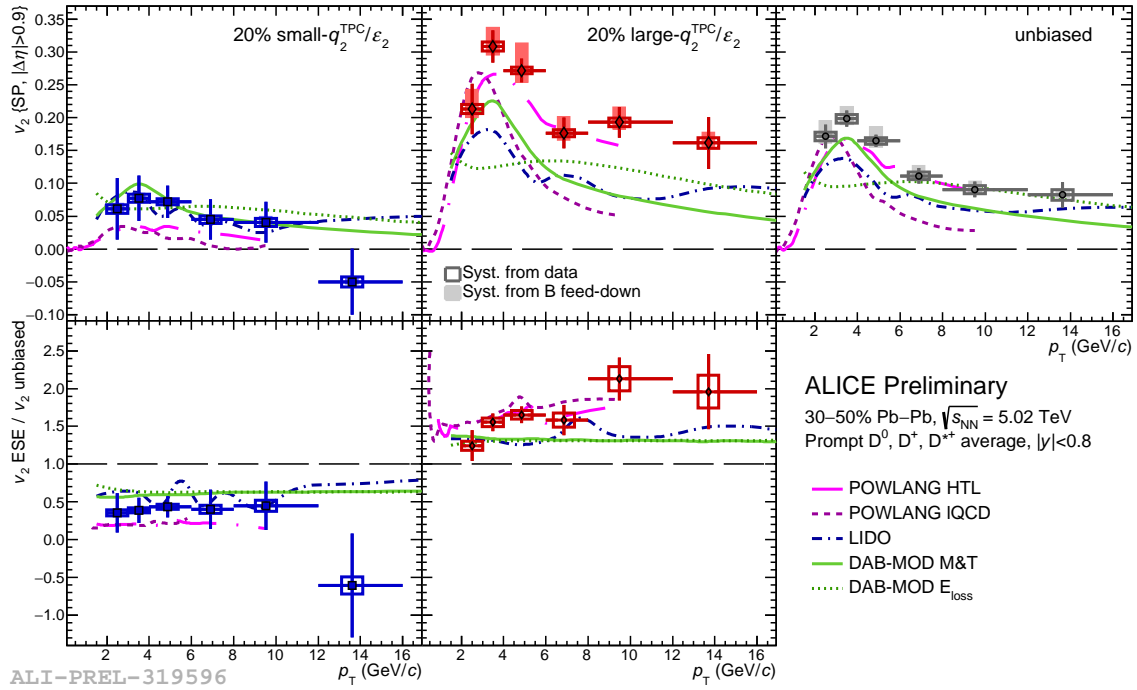 v₂ {SP, |Δη|>0.9}
0.35
0.30
0.25
0.20
0.15
0.10
0.05
0.00
−0.05
−0.10
20% small-q₂ᵀᴾᶜ/ε₂
20% large-q₂ᵀᴾᶜ/ε₂
unbiased
Syst. from data
Syst. from B feed-down
2 4 6 8 10 12 14 16
p_T (GeV/c)
v₂ ESE / v₂ unbiased
2.5
2.0
1.5
1.0
0.5
0.0
−0.5
−1.0
2 4 6 8 10 12 14 16
p_T (GeV/c)
2 4 6 8 10 12 14 16
p_T (GeV/c)
ALICE Preliminary
30–50% Pb–Pb, √s_NN = 5.02 TeV
Prompt D⁰, D⁺, D*⁺ average, |y|<0.8
POWLANG HTL
POWLANG lQCD
LIDO
DAB-MOD M&T
DAB-MOD E_loss
ALI-PREL-319596